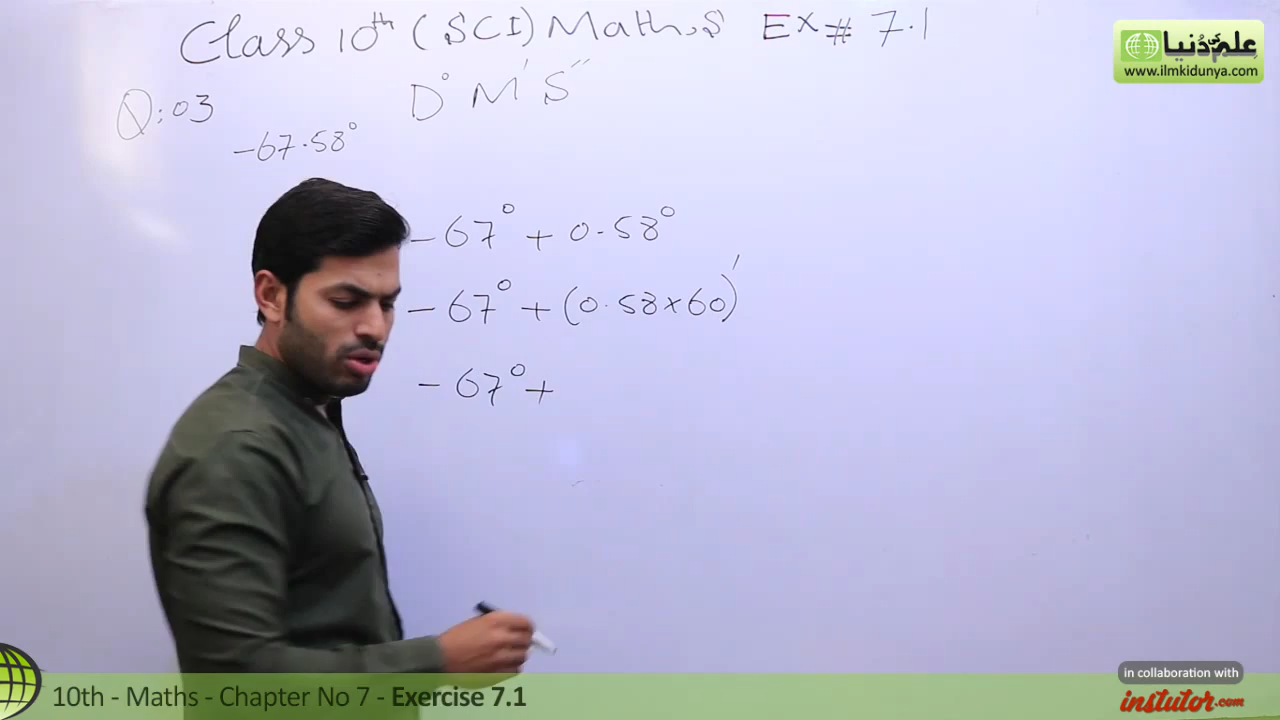 Class 10th (SCI) Maths,S Ex# 7.1
علم کی دُنیا
www.ilmkidunya.com
D° M' S''
Q:03
-67.58°
-67° + 0.58°
-67° + (0.58×60)'
-67° +
in collaboration with
instutor.com
10th - Maths - Chapter No 7 - Exercise 7.1